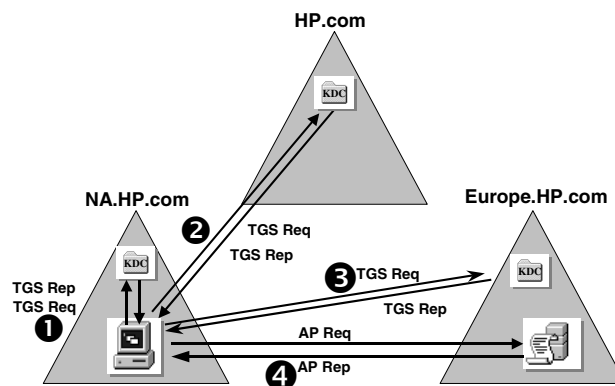 HP.com
KDC
NA.HP.com
Europe.HP.com
2
TGS Req
TGS Rep
KDC
3
TGS Req
KDC
TGS Rep
TGS Rep
TGS Req
1
AP Req
4
AP Rep